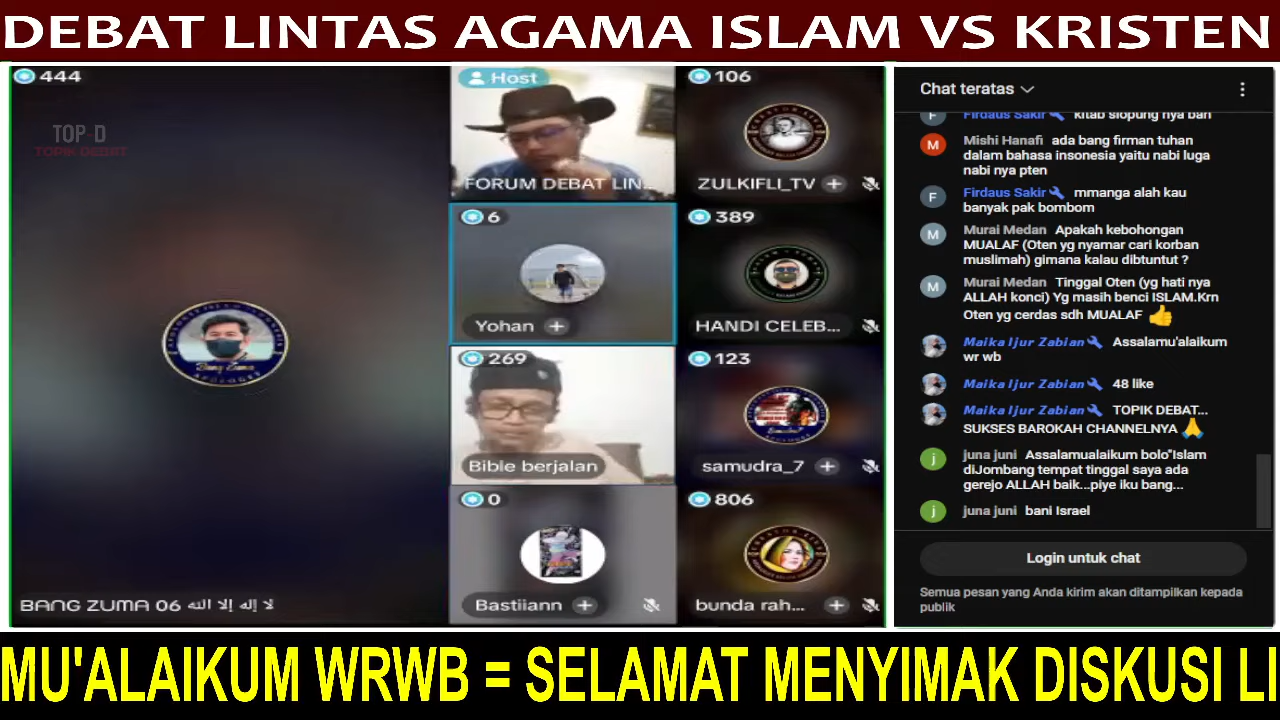 DEBAT LINTAS AGAMA ISLAM VS KRISTEN
444
TOP D
TOPIK DEBAT
Bang Zuma
BANG ZUMA 06 لا إله إلا الله
Host
FORUM DEBAT LIN...
106
ZULKIFLI_TV +
6
Yohan +
389
HANDI CELEB...
269
Bible berjalan
123
samudra_7 +
0
Bastiiann +
806
bunda rah... +
Chat teratas
Firdaus Sakir kitab slopung nya ban
Mishi Hanafi ada bang firman tuhan
dalam bahasa insonesia yaitu nabi luga
nabi nya pten
Firdaus Sakir mmanga alah kau
banyak pak bombom
Murai Medan Apakah kebohongan
MUALAF (Oten yg nyamar cari korban
muslimah) gimana kalau dibtuntut ?
Murai Medan Tinggal Oten (yg hati nya
ALLAH konci) Yg masih benci ISLAM.Krn
Oten yg cerdas sdh MUALAF 👍
Maika Ijur Zabian Assalamu'alaikum
wr wb
Maika Ijur Zabian 48 like
Maika Ijur Zabian TOPIK DEBAT...
SUKSES BAROKAH CHANNELNYA 🙏
juna juni Assalamualaikum bolo"Islam
diJombang tempat tinggal saya ada
gerejo ALLAH baik...piye iku bang...
juna juni bani Israel
Login untuk chat
Semua pesan yang Anda kirim akan ditampilkan kepada
publik
MU'ALAIKUM WRWB = SELAMAT MENYIMAK DISKUSI LI